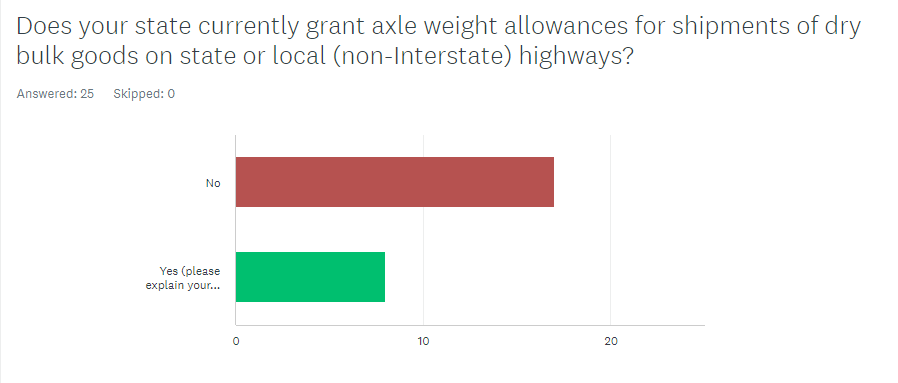 Does your state currently grant axle weight allowances for shipments of dry
bulk goods on state or local (non-Interstate) highways?
Answered: 25 Skipped: 0
No
Yes (please
explain your...
0 10 20